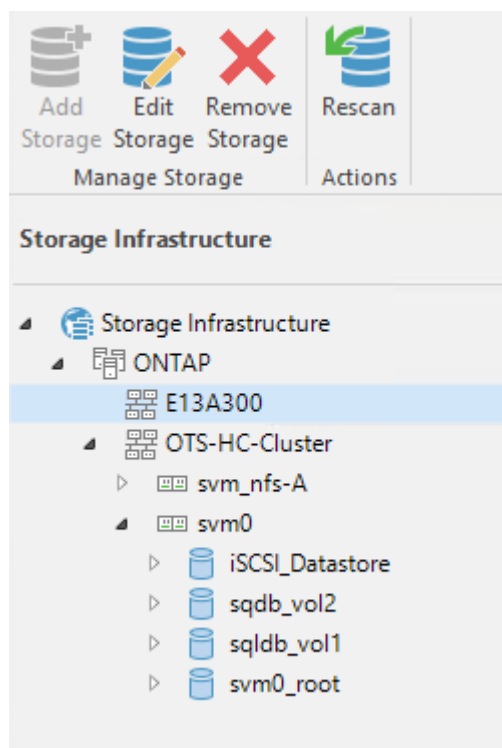 Add Storage
Edit Storage
Remove Storage
Rescan
Manage Storage
Actions
Storage Infrastructure
Storage Infrastructure
ONTAP
E13A300
OTS-HC-Cluster
svm_nfs-A
svm0
iSCSI_Datastore
sqdb_vol2
sqldb_vol1
svm0_root